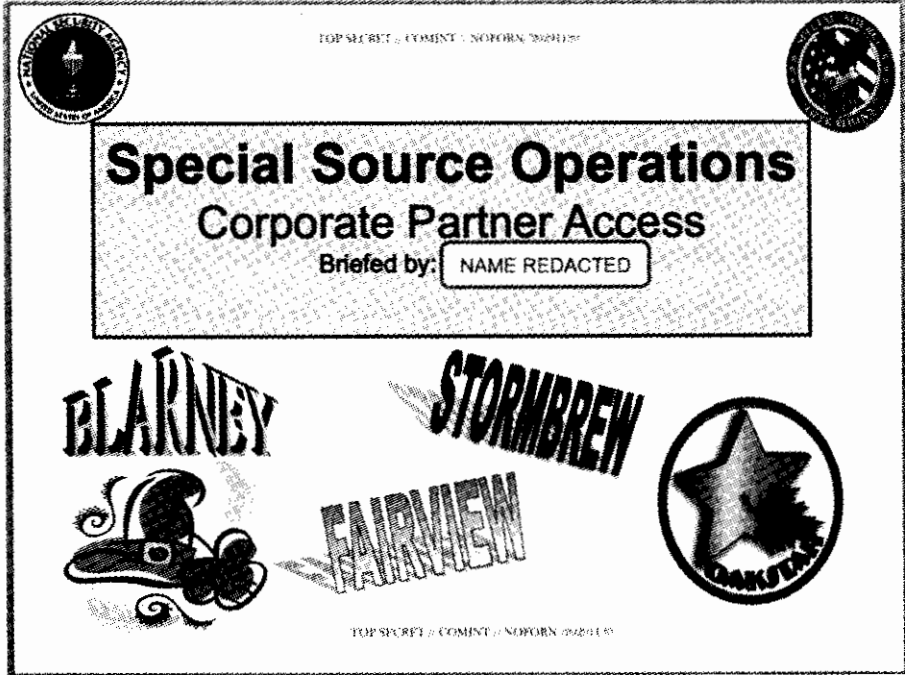 TOP SECRET // COMINT // NOFORN
NATIONAL SECURITY AGENCY
UNITED STATES OF AMERICA
Special Source Operations
Corporate Partner Access
Briefed by: NAME REDACTED
BLARNEY
STORMBREW
FAIRVIEW
OAKSTAR
TOP SECRET // COMINT // NOFORN